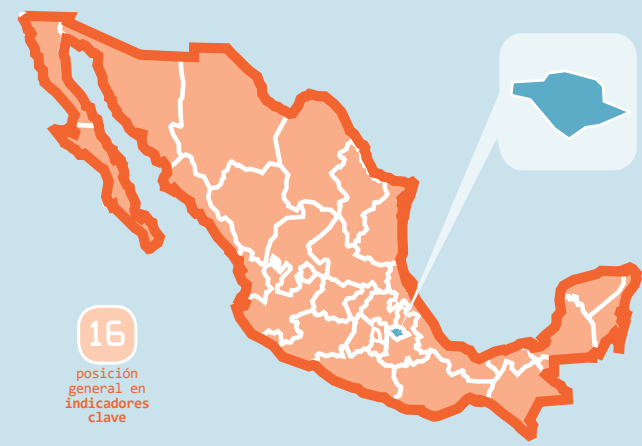 16
posición
general en
indicadores
clave